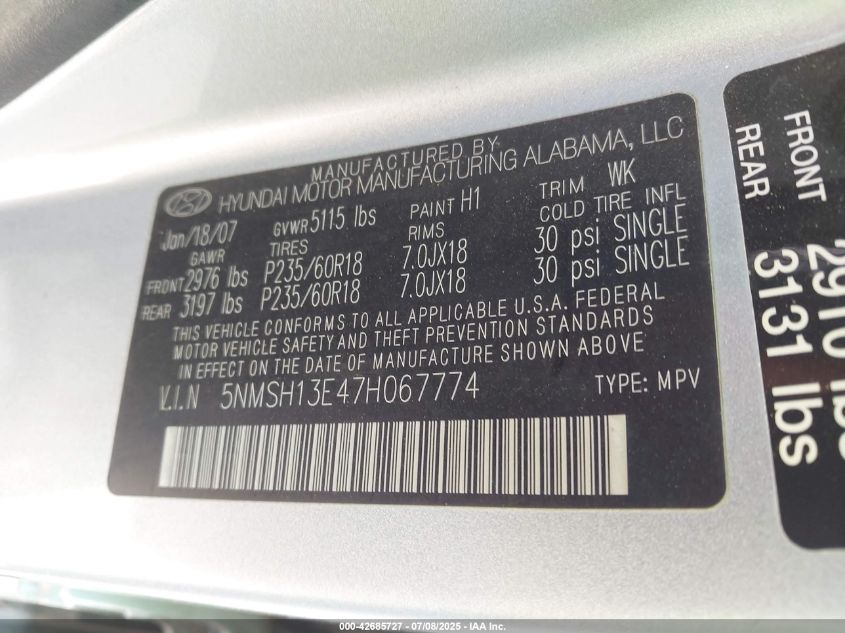 MANUFACTURED BY
HYUNDAI MOTOR MANUFACTURING ALABAMA, LLC
Jan/18/07 GVWR 5115 lbs PAINT H1 TRIM WK
GAWR TIRES RIMS COLD TIRE INFL
FRONT 2976 lbs P235/60R18 7.0JX18 30 psi SINGLE
REAR 3197 lbs P235/60R18 7.0JX18 30 psi SINGLE
THIS VEHICLE CONFORMS TO ALL APPLICABLE U.S.A. FEDERAL
MOTOR VEHICLE SAFETY AND THEFT PREVENTION STANDARDS
IN EFFECT ON THE DATE OF MANUFACTURE SHOWN ABOVE
V.I.N 5NMSH13E47H067774 TYPE: MPV
FRONT 2910 lbs
REAR 3131 lbs
000-42685727 - 07/08/2025 - IAA Inc.